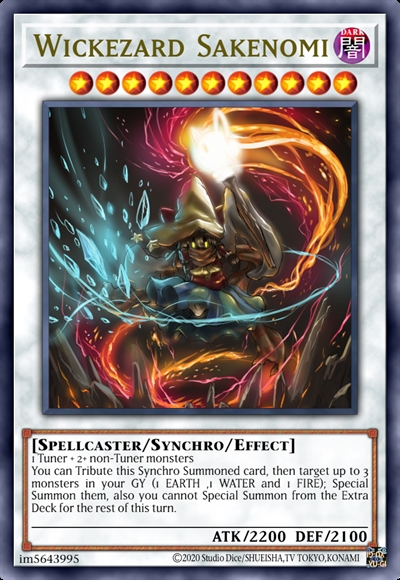 WICKEZARD SAKENOMI
DARK
闇
[SPELLCASTER/SYNCHRO/EFFECT]
1 Tuner + 2+ non-Tuner monsters
You can Tribute this Synchro Summoned card, then target up to 3
monsters in your GY (1 EARTH ,1 WATER and 1 FIRE); Special
Summon them, also you cannot Special Summon from the Extra
Deck for the rest of this turn.
ATK/2200 DEF/2100
im5643995
©2020 Studio Dice/SHUEISHA,TV TOKYO,KONAMI